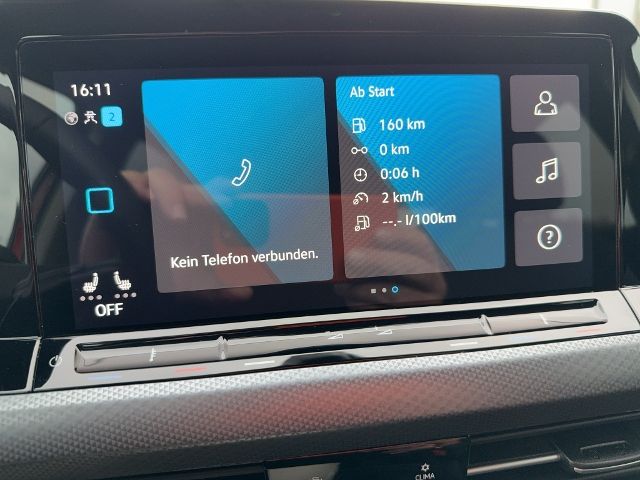 16:11
2
OFF
Kein Telefon verbunden.
Ab Start
160 km
0 km
0:06 h
2 km/h
--.- l/100km
CLIMA